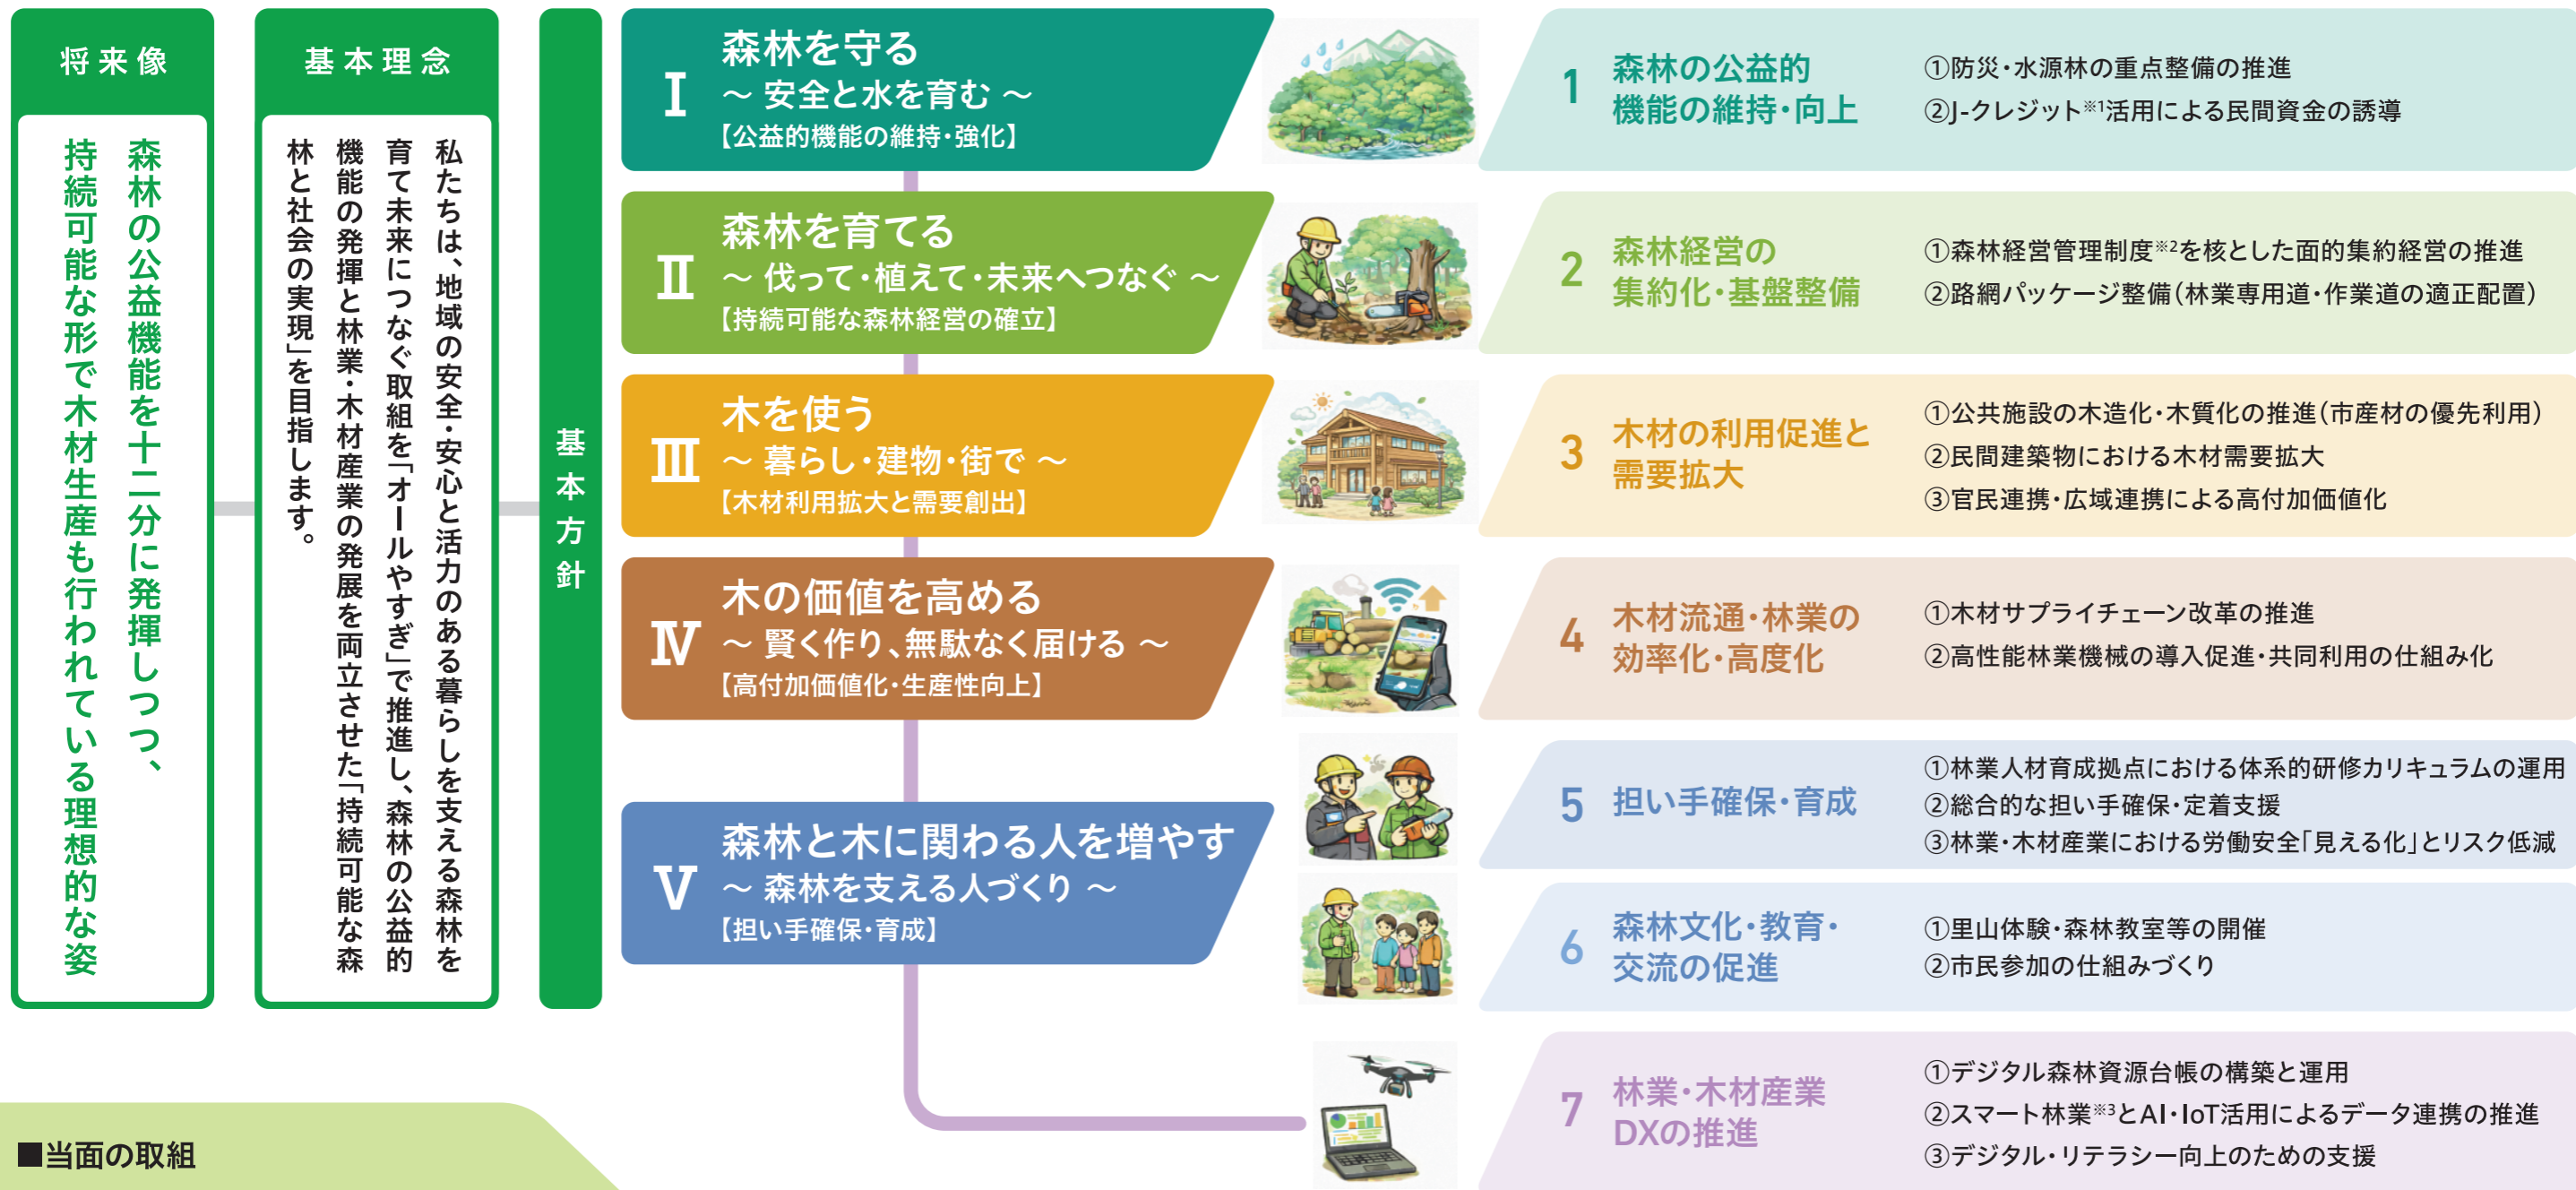 将来像
森林の公益機能を十二分に発揮しつつ、
持続可能な形で木材生産も行われている理想的な姿
基本理念
私たちは、地域の安全・安心と活力のある暮らしを支える森林を
育て未来につなぐ取組を「オールやすぎ」で推進し、森林の公益的
機能の発揮と林業・木材産業の発展を両立させた「持続可能な森
林と社会の実現」を目指します。
基本方針
Ⅰ
森林を守る
～ 安全と水を育む ～
【公益的機能の維持・強化】
Ⅱ
森林を育てる
～ 伐って・植えて・未来へつなぐ ～
【持続可能な森林経営の確立】
Ⅲ
木を使う
～ 暮らし・建物・街で ～
【木材利用拡大と需要創出】
Ⅳ
木の価値を高める
～ 賢く作り、無駄なく届ける ～
【高付加価値化・生産性向上】
Ⅴ
森林と木に関わる人を増やす
～ 森林を支える人づくり ～
【担い手確保・育成】
1
森林の公益的
機能の維持・向上
①防災・水源林の重点整備の推進
②J-クレジット※1活用による民間資金の誘導
2
森林経営の
集約化・基盤整備
①森林経営管理制度※2を核とした面的集約経営の推進
②路網パッケージ整備（林業専用道・作業道の適正配置）
3
木材の利用促進と
需要拡大
①公共施設の木造化・木質化の推進（市産材の優先利用）
②民間建築物における木材需要拡大
③官民連携・広域連携による高付加価値化
4
木材流通・林業の
効率化・高度化
①木材サプライチェーン改革の推進
②高性能林業機械の導入促進・共同利用の仕組み化
5
担い手確保・育成
①林業人材育成拠点における体系的研修カリキュラムの運用
②総合的な担い手確保・定着支援
③林業・木材産業における労働安全「見える化」とリスク低減
6
森林文化・教育・
交流の促進
①里山体験・森林教室等の開催
②市民参加の仕組みづくり
7
林業・木材産業
DXの推進
①デジタル森林資源台帳の構築と運用
②スマート林業※3とAI・IoT活用によるデータ連携の推進
③デジタル・リテラシー向上のための支援
■当面の取組